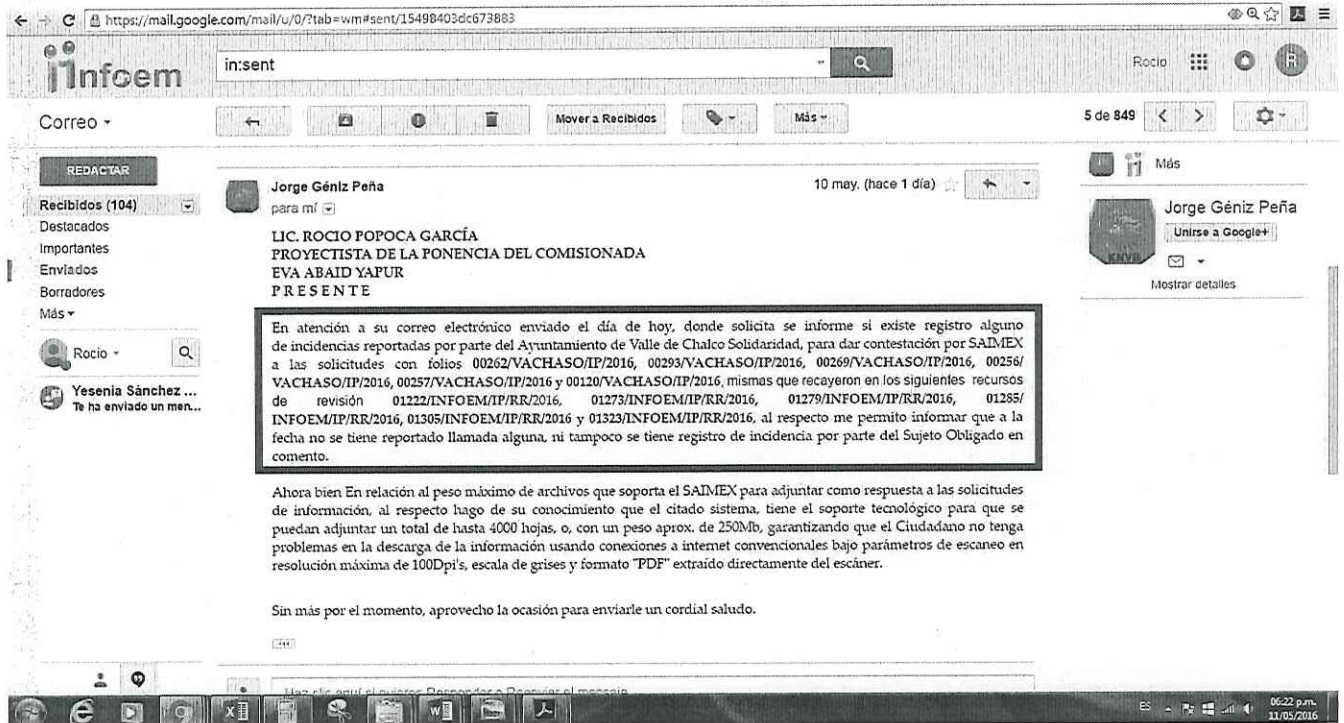 https://mail.google.com/mail/u/0/?tab=wm#sent/15498403dc673883
infoem
in:sent
Rocio
R
Correo
Mover a Recibidos
Más
5 de 849
REDACTAR
Recibidos (104)
Destacados
Importantes
Enviados
Borradores
Más
Rocio
Yesenia Sánchez ...
Te ha enviado un men...
Jorge Géniz Peña
10 may. (hace 1 día)
para mí
LIC. ROCIO POPOCA GARCÍA
PROYECTISTA DE LA PONENCIA DEL COMISIONADA
EVA ABAID YAPUR
P R E S E N T E
En atención a su correo electrónico enviado el día de hoy, donde solicita se informe si existe registro alguno
de incidencias reportadas por parte del Ayuntamiento de Valle de Chalco Solidaridad, para dar contestación por SAIMEX
a las solicitudes con folios 00262/VACHASO/IP/2016, 00293/VACHASO/IP/2016, 00269/VACHASO/IP/2016, 00256/
VACHASO/IP/2016, 00257/VACHASO/IP/2016 y 00120/VACHASO/IP/2016, mismas que recayeron en los siguientes recursos
de revisión 01222/INFOEM/IP/RR/2016, 01273/INFOEM/IP/RR/2016, 01279/INFOEM/IP/RR/2016, 01285/
INFOEM/IP/RR/2016, 01305/INFOEM/IP/RR/2016 y 01323/INFOEM/IP/RR/2016, al respecto me permito informar que a la
fecha no se tiene reportado llamada alguna, ni tampoco se tiene registro de incidencia por parte del Sujeto Obligado en
comento.
Ahora bien En relación al peso máximo de archivos que soporta el SAIMEX para adjuntar como respuesta a las solicitudes
de información, al respecto hago de su conocimiento que el citado sistema, tiene el soporte tecnológico para que se
puedan adjuntar un total de hasta 4000 hojas, o, con un peso aprox. de 250Mb, garantizando que el Ciudadano no tenga
problemas en la descarga de la información usando conexiones a internet convencionales bajo parámetros de escaneo en
resolución máxima de 100Dpi's, escala de grises y formato "PDF" extraído directamente del escáner.
Sin más por el momento, aprovecho la ocasión para enviarle un cordial saludo.
Haz clic aquí si quieres Responder o Reenviar el mensaje
Más
Jorge Géniz Peña
Unirse a Google+
KNVB
Mostrar detalles
ES
06:22 p.m.
11/05/2016